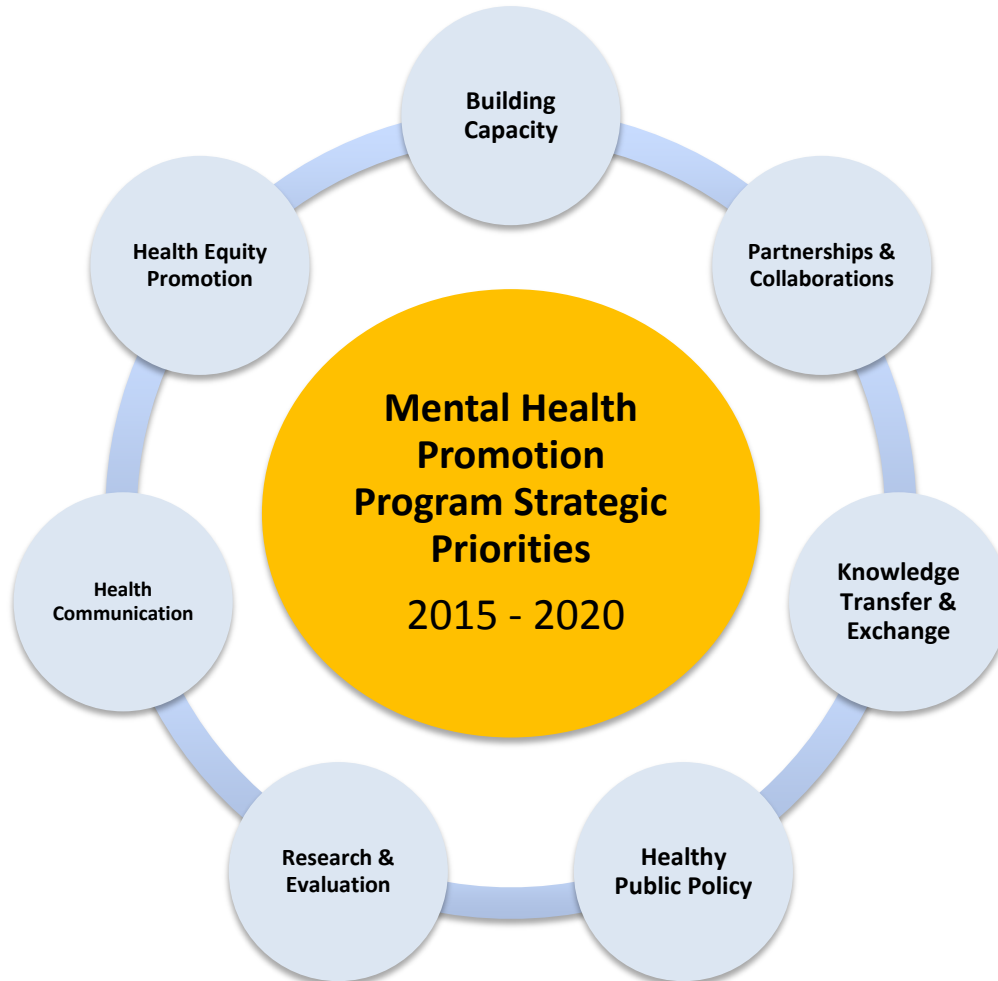 Building
Capacity
Partnerships &
Collaborations
Knowledge
Transfer &
Exchange
Healthy
Public Policy
Research &
Evaluation
Health
Communication
Health Equity
Promotion
Mental Health
Promotion
Program Strategic
Priorities
2015 - 2020